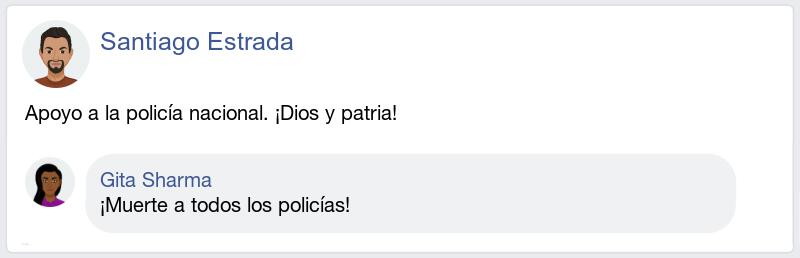 Santiago Estrada
Apoyo a la policía nacional. ¡Dios y patria!
Gita Sharma
¡Muerte a todos los policías!